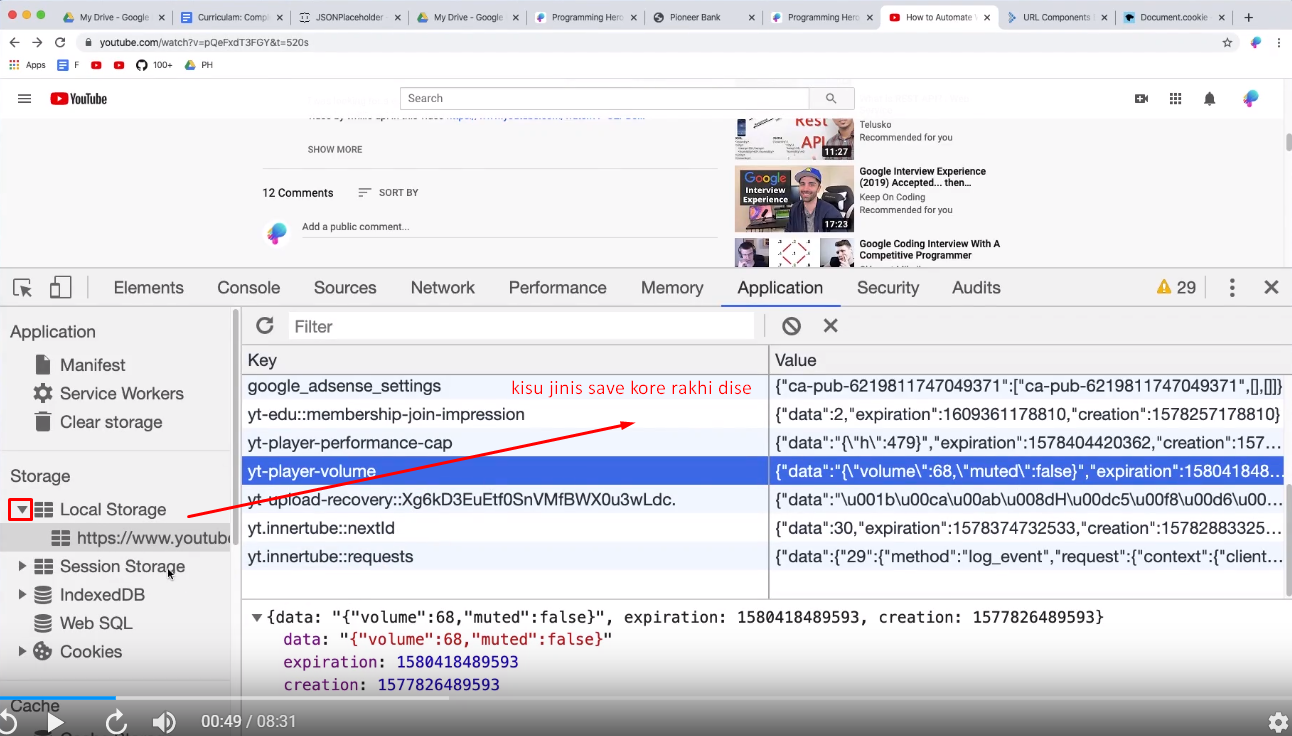 My Drive - Google
Curriculam: Compl
JSONPlaceholder
My Drive - Google
Programming Hero
Pioneer Bank
Programming Hero
How to Automate
URL Components
Document.cookie
youtube.com/watch?v=pQeFxdT3FGY&t=520s
Apps
F
100+
PH
YouTube
Search
SHOW MORE
12 Comments
SORT BY
Add a public comment...
Rest
API
11:27
Telusko
Recommended for you
Google
Interview
Experience
17:23
Google Interview Experience
(2019) Accepted... then...
Keep On Coding
Recommended for you
Google Coding Interview With A
Competitive Programmer
Elements Console Sources Network Performance Memory Application Security Audits 29
Application
Manifest
Service Workers
Clear storage
Storage
Local Storage
https://www.youtube
Session Storage
IndexedDB
Web SQL
Cookies
Cache
Filter
Key Value
google_adsense_settings {"ca-pub-6219811747049371":["ca-pub-6219811747049371",[],[]]}
kisu jinis save kore rakhi dise
yt-edu::membership-join-impression {"data":2,"expiration":1609361178810,"creation":1578257178810}
yt-player-performance-cap {"data":"{\"h\":479}","expiration":1578404420362,"creation":157...
yt-player-volume {"data":"{\"volume\":68,\"muted\":false}","expiration":158041848...
yt-upload-recovery::Xg6kD3EuEtf0SnVMfBWX0u3wLdc. {"data":"\u001b\u00ca\u00ab\u008dH\u00dc5\u00f8\u00d6\u00...
yt.innertube::nextId {"data":30,"expiration":1578374732533,"creation":15782883325...
yt.innertube::requests {"data":{"29":{"method":"log_event","request":{"context":{"client...
{data: "{"volume":68,"muted":false}", expiration: 1580418489593, creation: 1577826489593}
data: "{"volume":68,"muted":false}"
expiration: 1580418489593
creation: 1577826489593
00:49 / 08:31